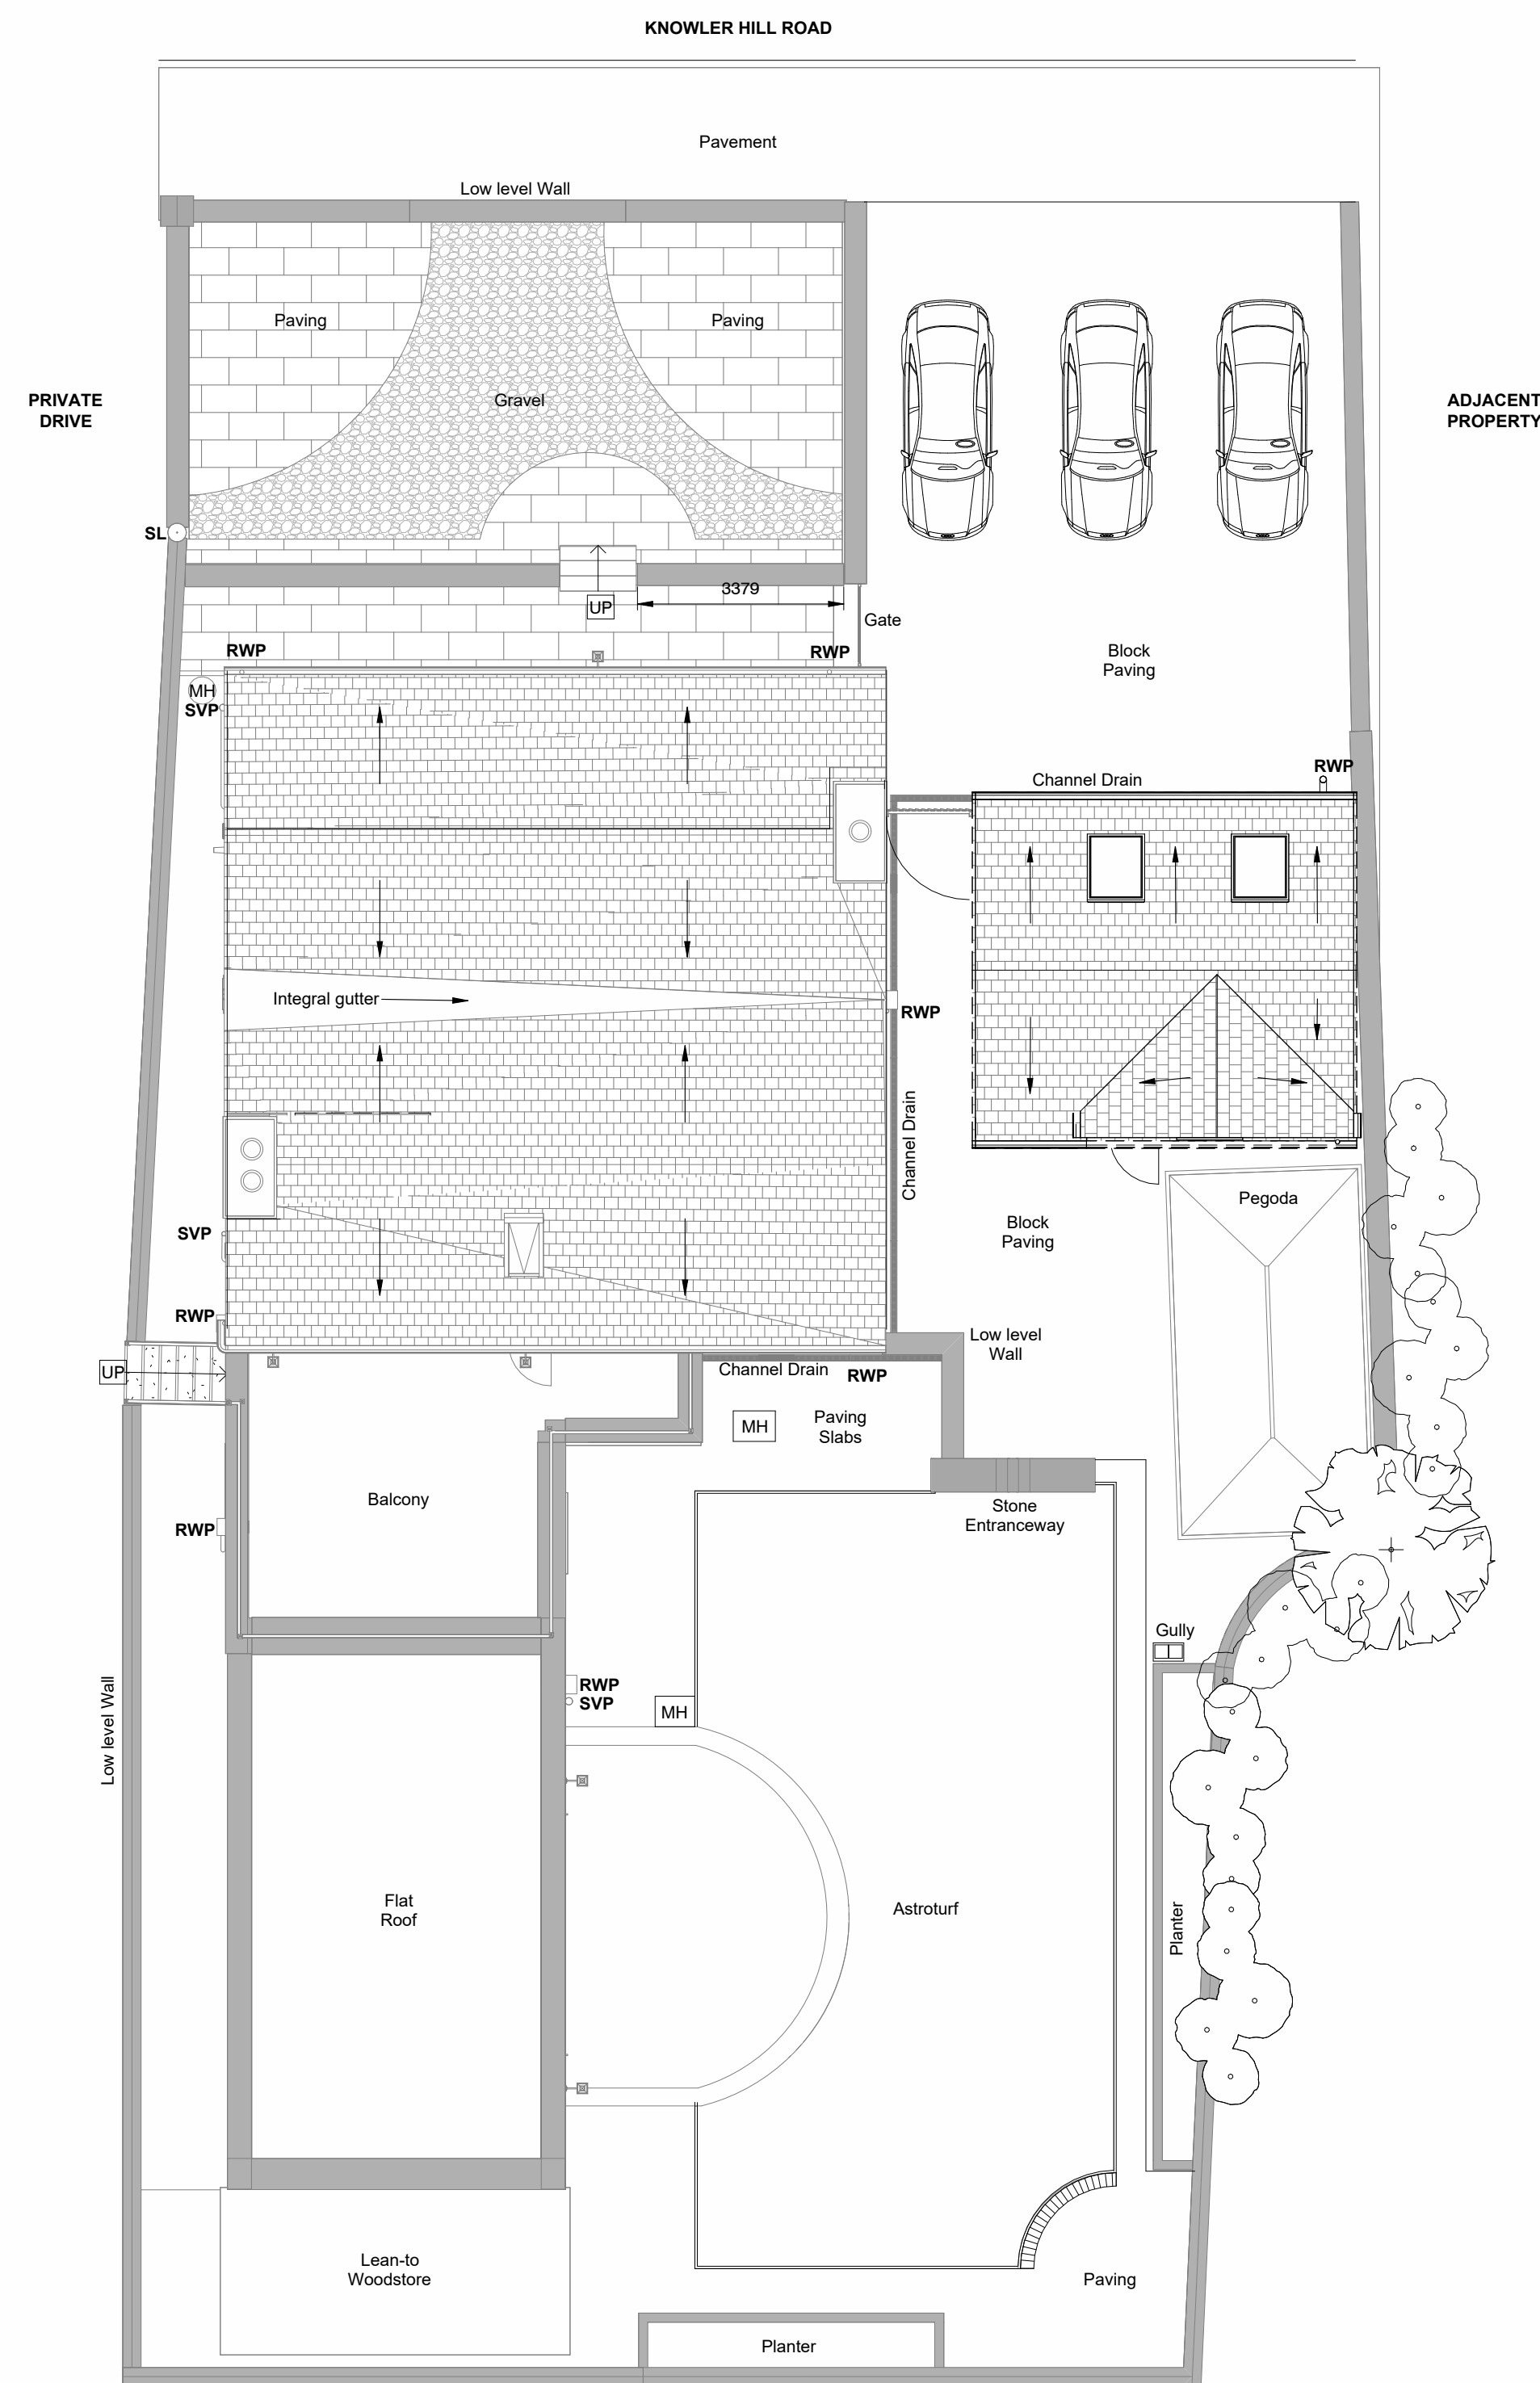 KNOWLER HILL ROAD
Pavement
Low level Wall
Paving
Paving
Gravel
PRIVATE
DRIVE
ADJACENT
PROPERTY
SL
3379
UP
Gate
RWP
RWP
Block
Paving
MH
SVP
RWP
Channel Drain
Integral gutter
RWP
Channel Drain
Pegoda
Block
Paving
SVP
RWP
Low level
Wall
UP
Channel Drain
RWP
MH
Paving
Slabs
Balcony
Stone
Entranceway
RWP
Gully
RWP
SVP
MH
Low level Wall
Flat
Roof
Astroturf
Planter
Lean-to
Woodstore
Paving
Planter